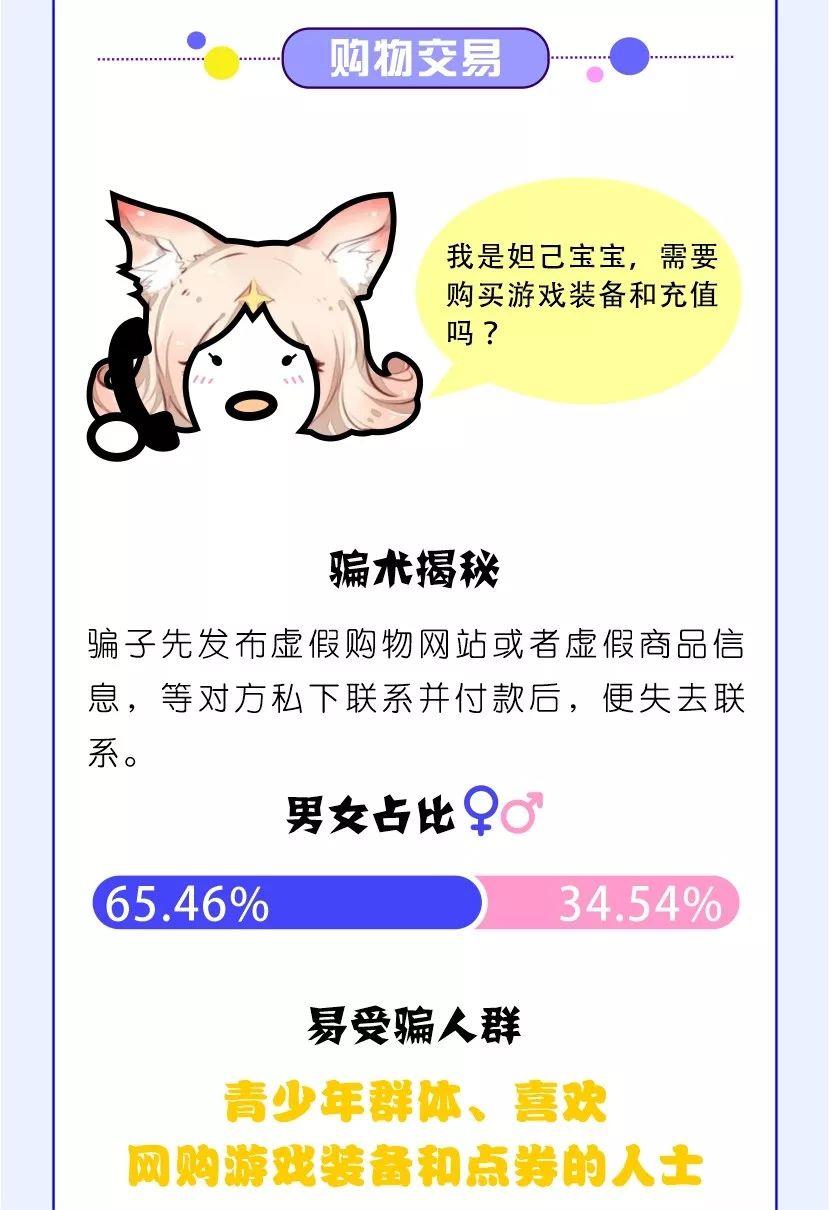 购物交易
我是妲己宝宝，需要
购买游戏装备和充值
吗？
骗术揭秘
骗子先发布虚假购物网站或者虚假商品信
息，等对方私下联系并付款后，便失去联
系。
男女占比♀♂
65.46% 34.54%
易受骗人群
青少年群体、喜欢
网购游戏装备和点券的人士